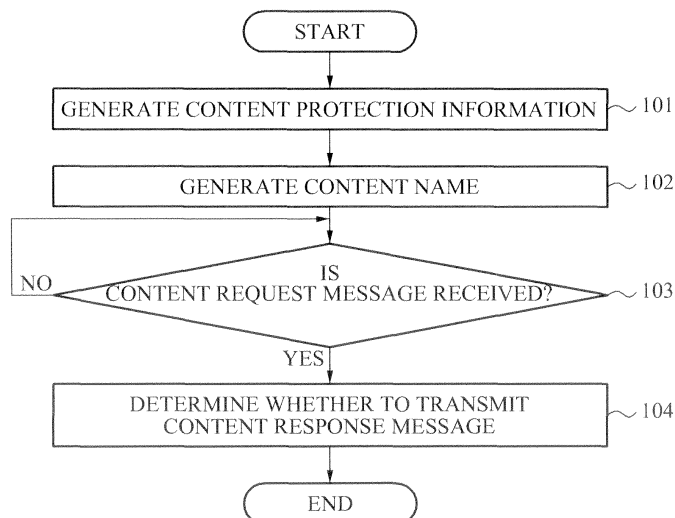 START
GENERATE CONTENT PROTECTION INFORMATION
101
GENERATE CONTENT NAME
102
IS
CONTENT REQUEST MESSAGE RECEIVED?
103
NO
YES
DETERMINE WHETHER TO TRANSMIT
CONTENT RESPONSE MESSAGE
104
END